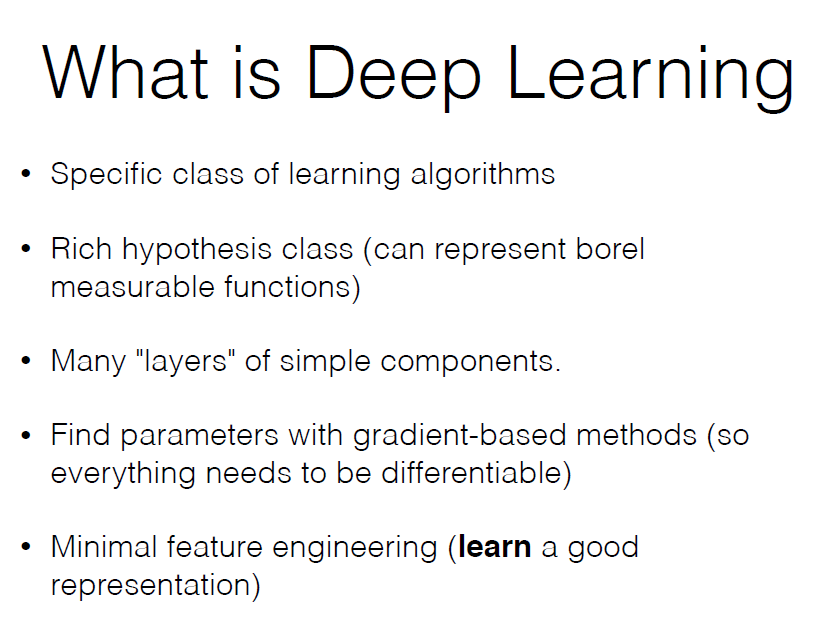 What is Deep Learning
• Specific class of learning algorithms
• Rich hypothesis class (can represent borel
measurable functions)
• Many "layers" of simple components.
• Find parameters with gradient-based methods (so
everything needs to be differentiable)
• Minimal feature engineering (learn a good
representation)